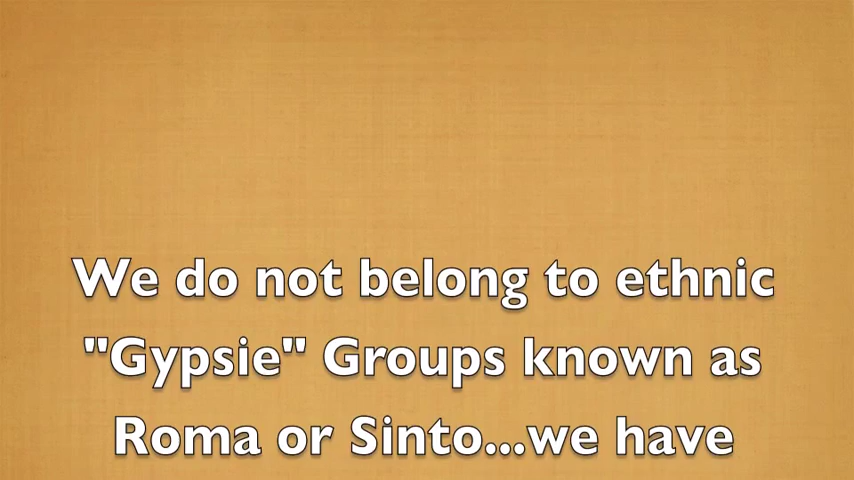 We do not belong to ethnic
"Gypsie" Groups known as
Roma or Sinto...we have